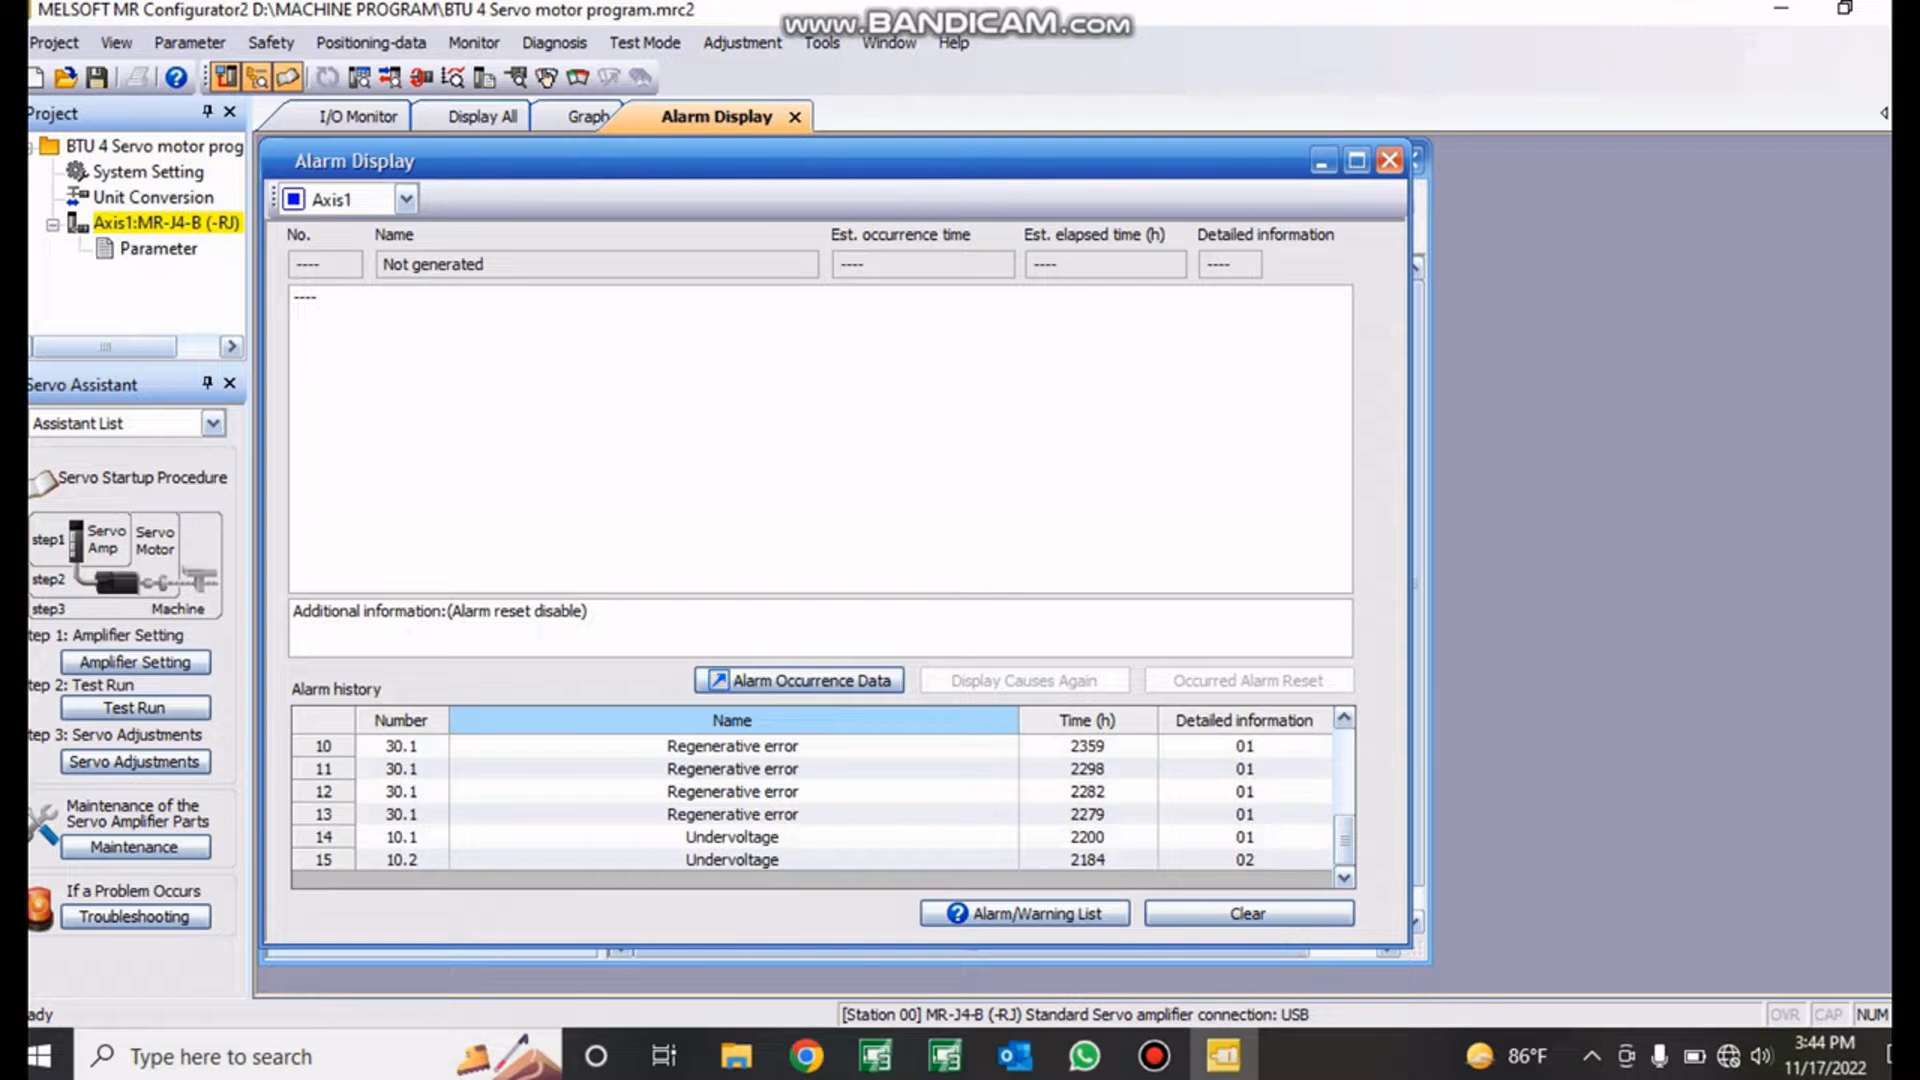 MELSOFT MR Configurator2 D:\MACHINE PROGRAM\BTU 4 Servo motor program.mrc2
www.BANDICAM.com
Project View Parameter Safety Positioning-data Monitor Diagnosis Test Mode Adjustment Tools Window Help
Project
I/O Monitor Display All Graph Alarm Display
BTU 4 Servo motor prog
System Setting
Unit Conversion
Axis1:MR-J4-B (-RJ)
Parameter
Servo Assistant
Assistant List
Servo Startup Procedure
step1 Servo Amp Servo Motor
step2
step3 Machine
tep 1: Amplifier Setting
Amplifier Setting
tep 2: Test Run
Test Run
tep 3: Servo Adjustments
Servo Adjustments
Maintenance of the
Servo Amplifier Parts
Maintenance
If a Problem Occurs
Troubleshooting
Alarm Display
Axis1
No. Name Est. occurrence time Est. elapsed time (h) Detailed information
---- Not generated ---- ---- ----
----
Additional information:(Alarm reset disable)
Alarm history Alarm Occurrence Data Display Causes Again Occurred Alarm Reset
Number Name Time (h) Detailed information
10 30.1 Regenerative error 2359 01
11 30.1 Regenerative error 2298 01
12 30.1 Regenerative error 2282 01
13 30.1 Regenerative error 2279 01
14 10.1 Undervoltage 2200 01
15 10.2 Undervoltage 2184 02
Alarm/Warning List Clear
ady [Station 00] MR-J4-B (-RJ) Standard Servo amplifier connection: USB OVR CAP NUM
Type here to search 86°F 3:44 PM
11/17/2022